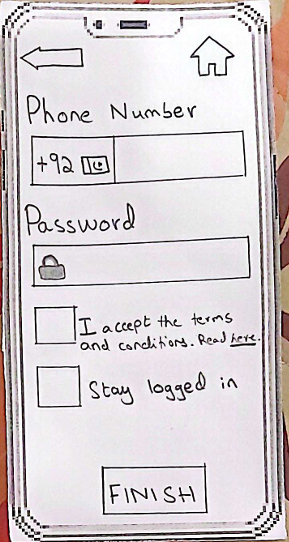 Phone Number
+92
Password
I accept the terms
and conditions. Read here.
Stay logged in
FINISH